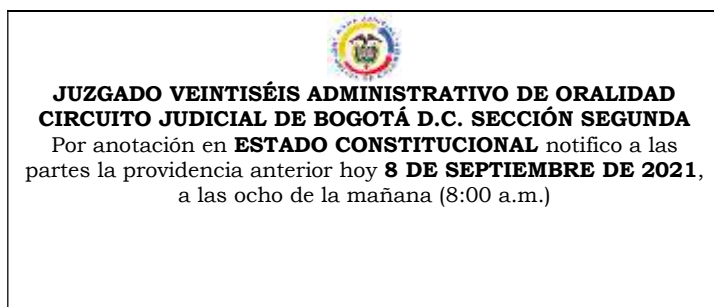 JUZGADO VEINTISÉIS ADMINISTRATIVO DE ORALIDAD
CIRCUITO JUDICIAL DE BOGOTÁ D.C. SECCIÓN SEGUNDA
Por anotación en ESTADO CONSTITUCIONAL notifico a las
partes la providencia anterior hoy 8 DE SEPTIEMBRE DE 2021,
a las ocho de la mañana (8:00 a.m.)